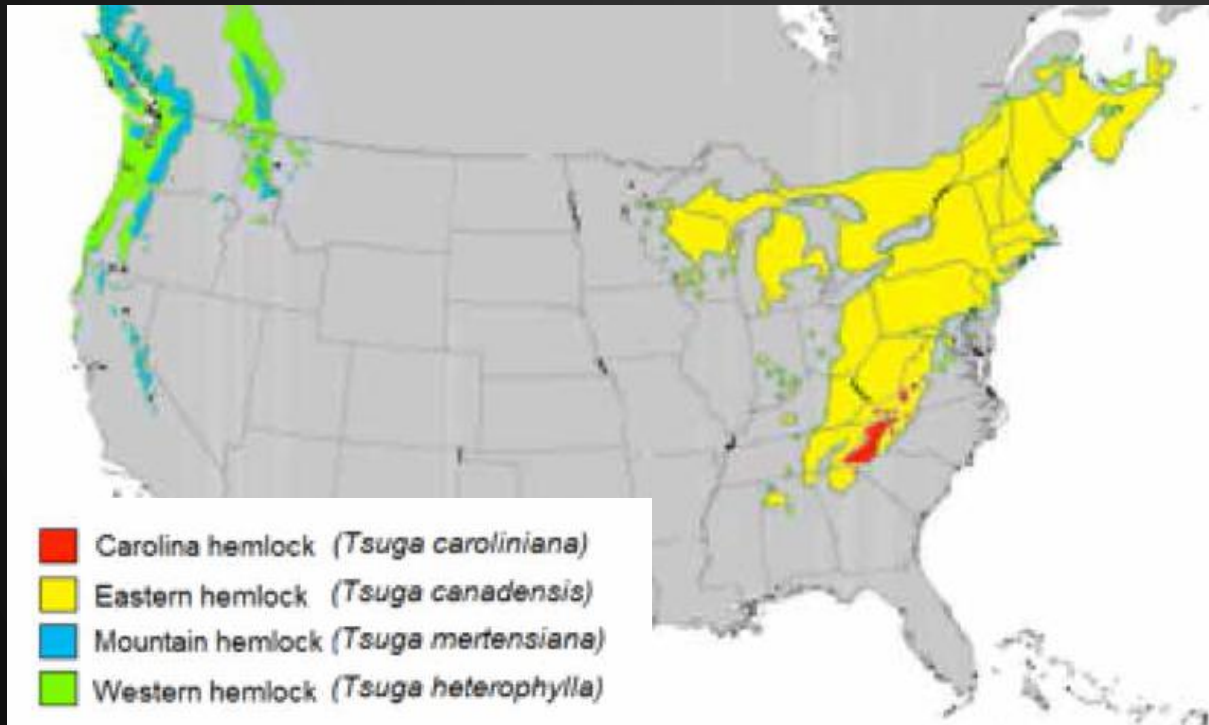 Carolina hemlock (Tsuga caroliniana)
Eastern hemlock (Tsuga canadensis)
Mountain hemlock (Tsuga mertensiana)
Western hemlock (Tsuga heterophylla)